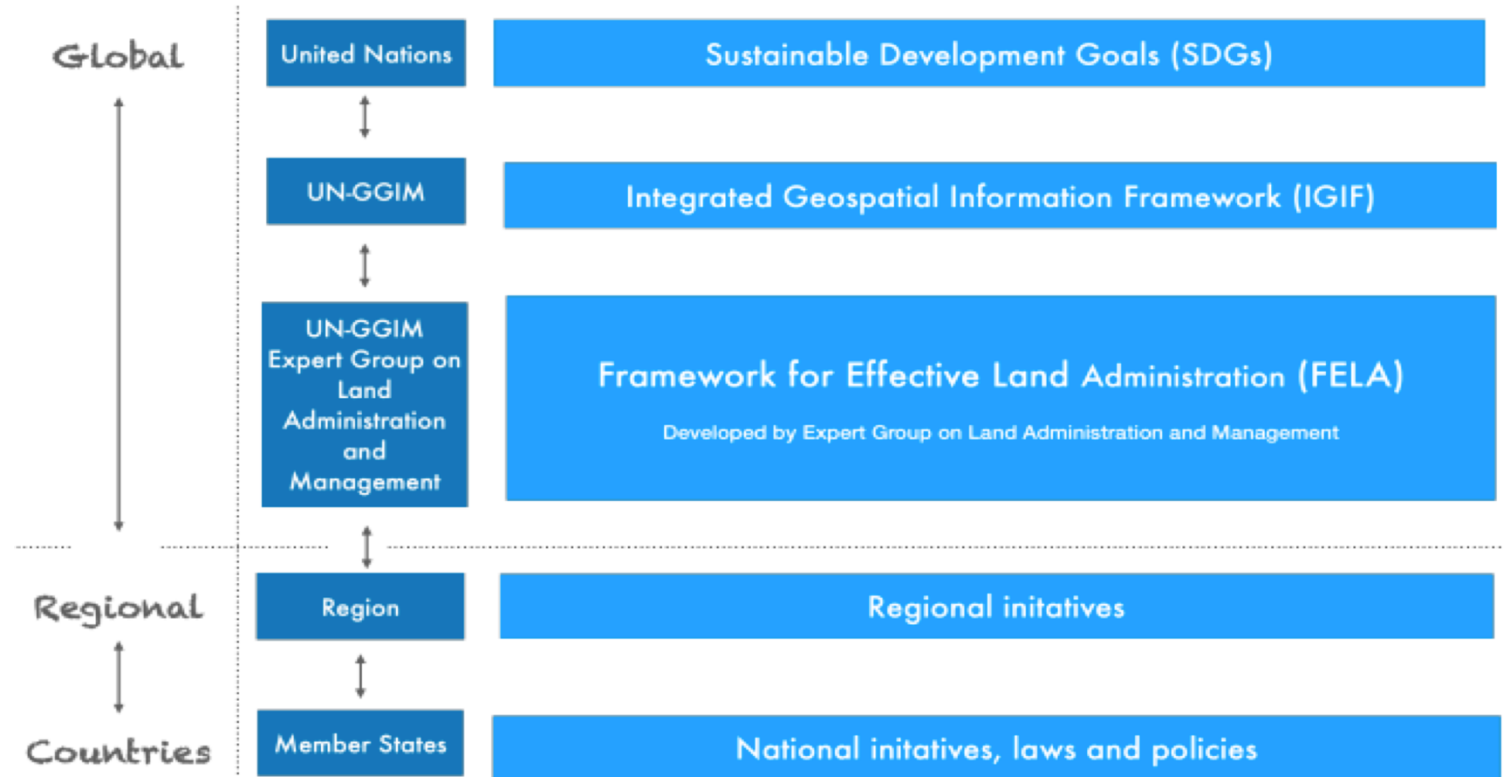 Global
United Nations
Sustainable Development Goals (SDGs)
UN-GGIM
Integrated Geospatial Information Framework (IGIF)
UN-GGIM
Expert Group on
Land
Administration
and
Management
Framework for Effective Land Administration (FELA)
Developed by Expert Group on Land Administration and Management
Regional
Region
Regional initatives
Countries
Member States
National initatives, laws and policies